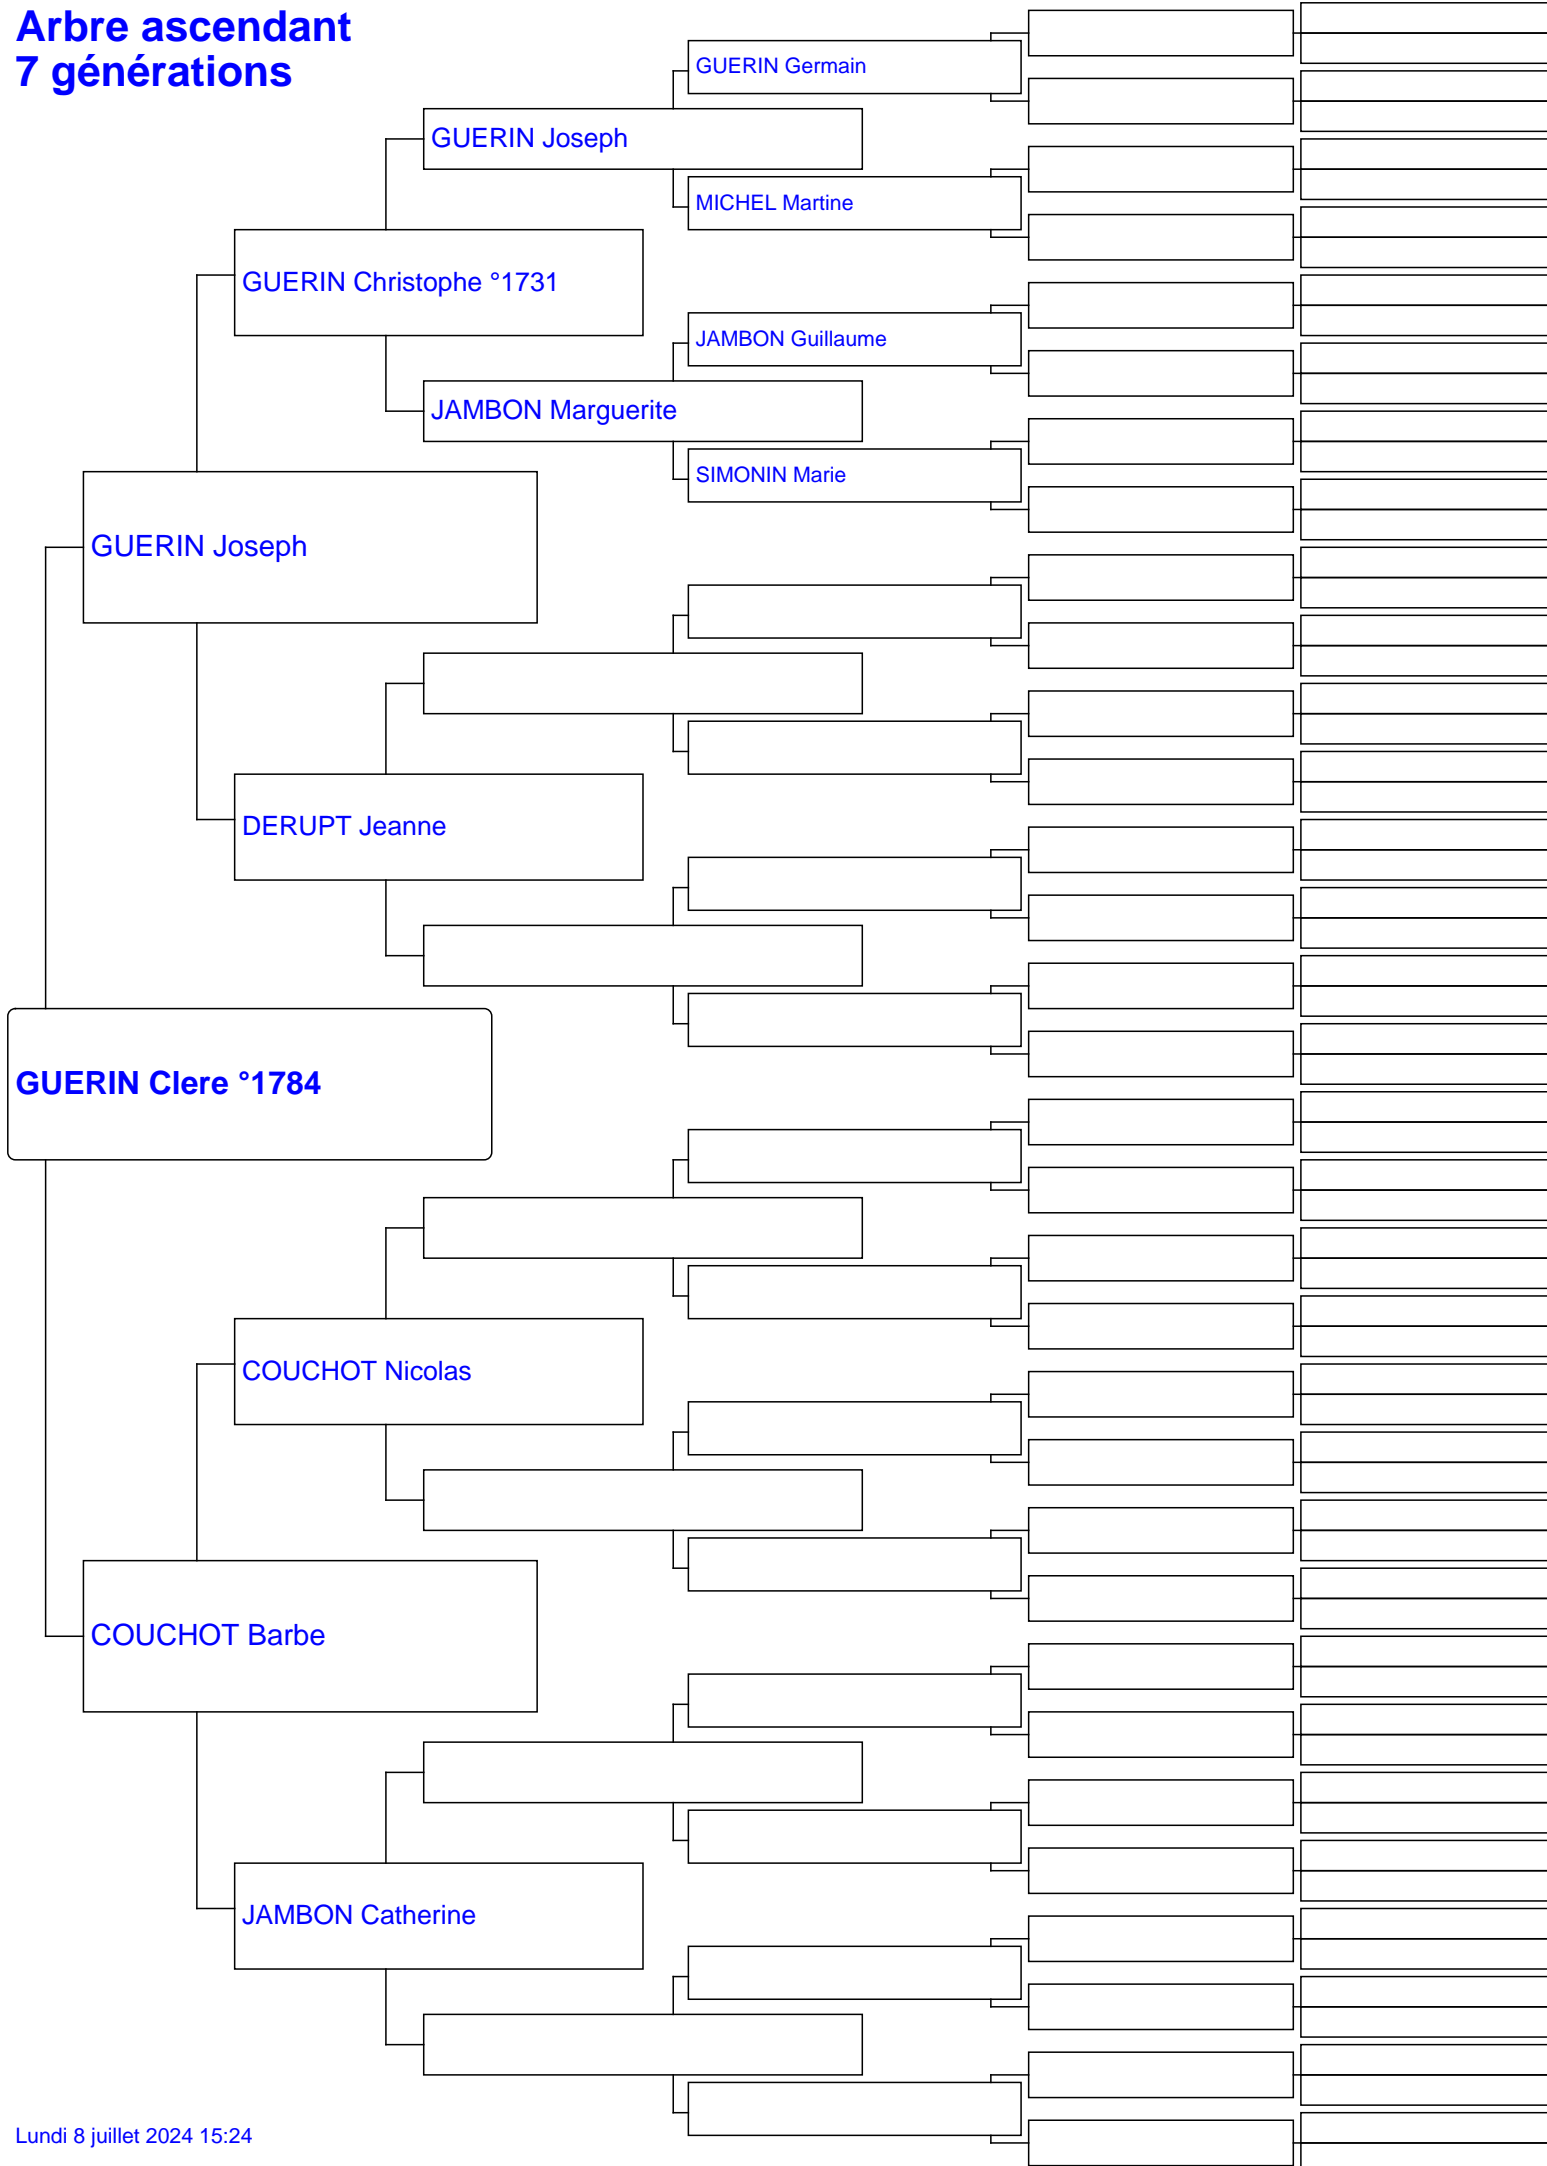 Arbre ascendant
7 générations
GUERIN Germain
GUERIN Joseph
MICHEL Martine
GUERIN Christophe °1731
JAMBON Guillaume
JAMBON Marguerite
SIMONIN Marie
GUERIN Joseph
DERUPT Jeanne
GUERIN Clere °1784
COUCHOT Nicolas
COUCHOT Barbe
JAMBON Catherine
Lundi 8 juillet 2024 15:24